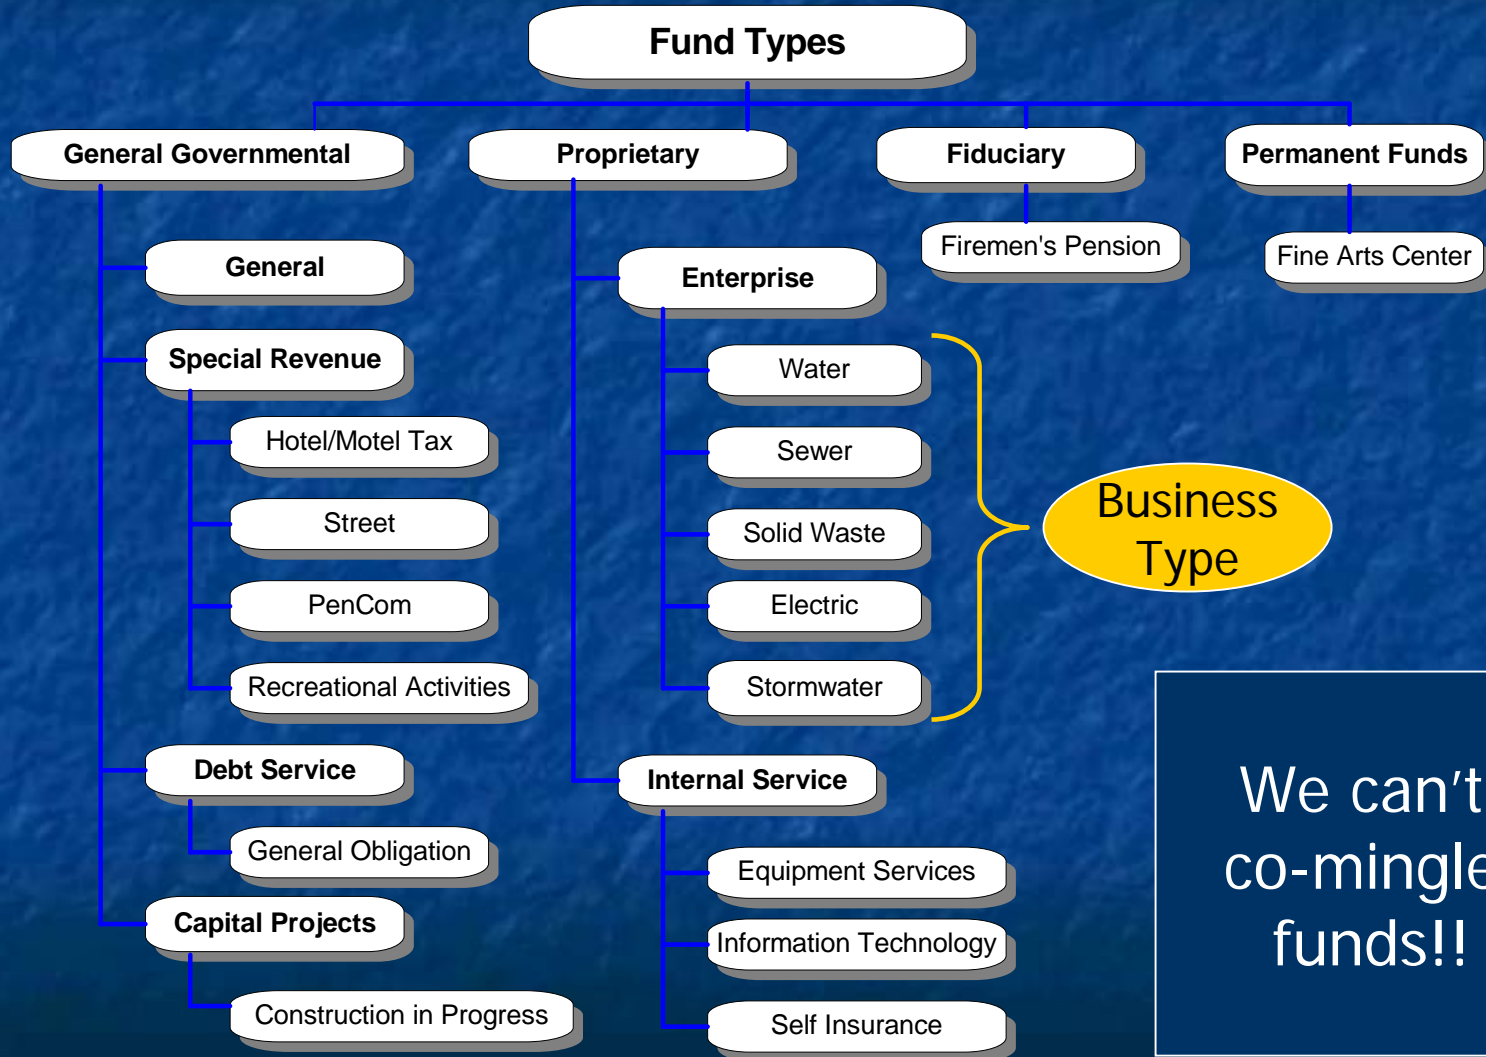 Fund Types
General Governmental
General
Special Revenue
Hotel/Motel Tax
Street
PenCom
Recreational Activities
Debt Service
General Obligation
Capital Projects
Construction in Progress
Proprietary
Enterprise
Water
Sewer
Solid Waste
Electric
Stormwater
Business
Type
Internal Service
Equipment Services
Information Technology
Self Insurance
Fiduciary
Firemen's Pension
Permanent Funds
Fine Arts Center
We can't
co-mingle
funds!!